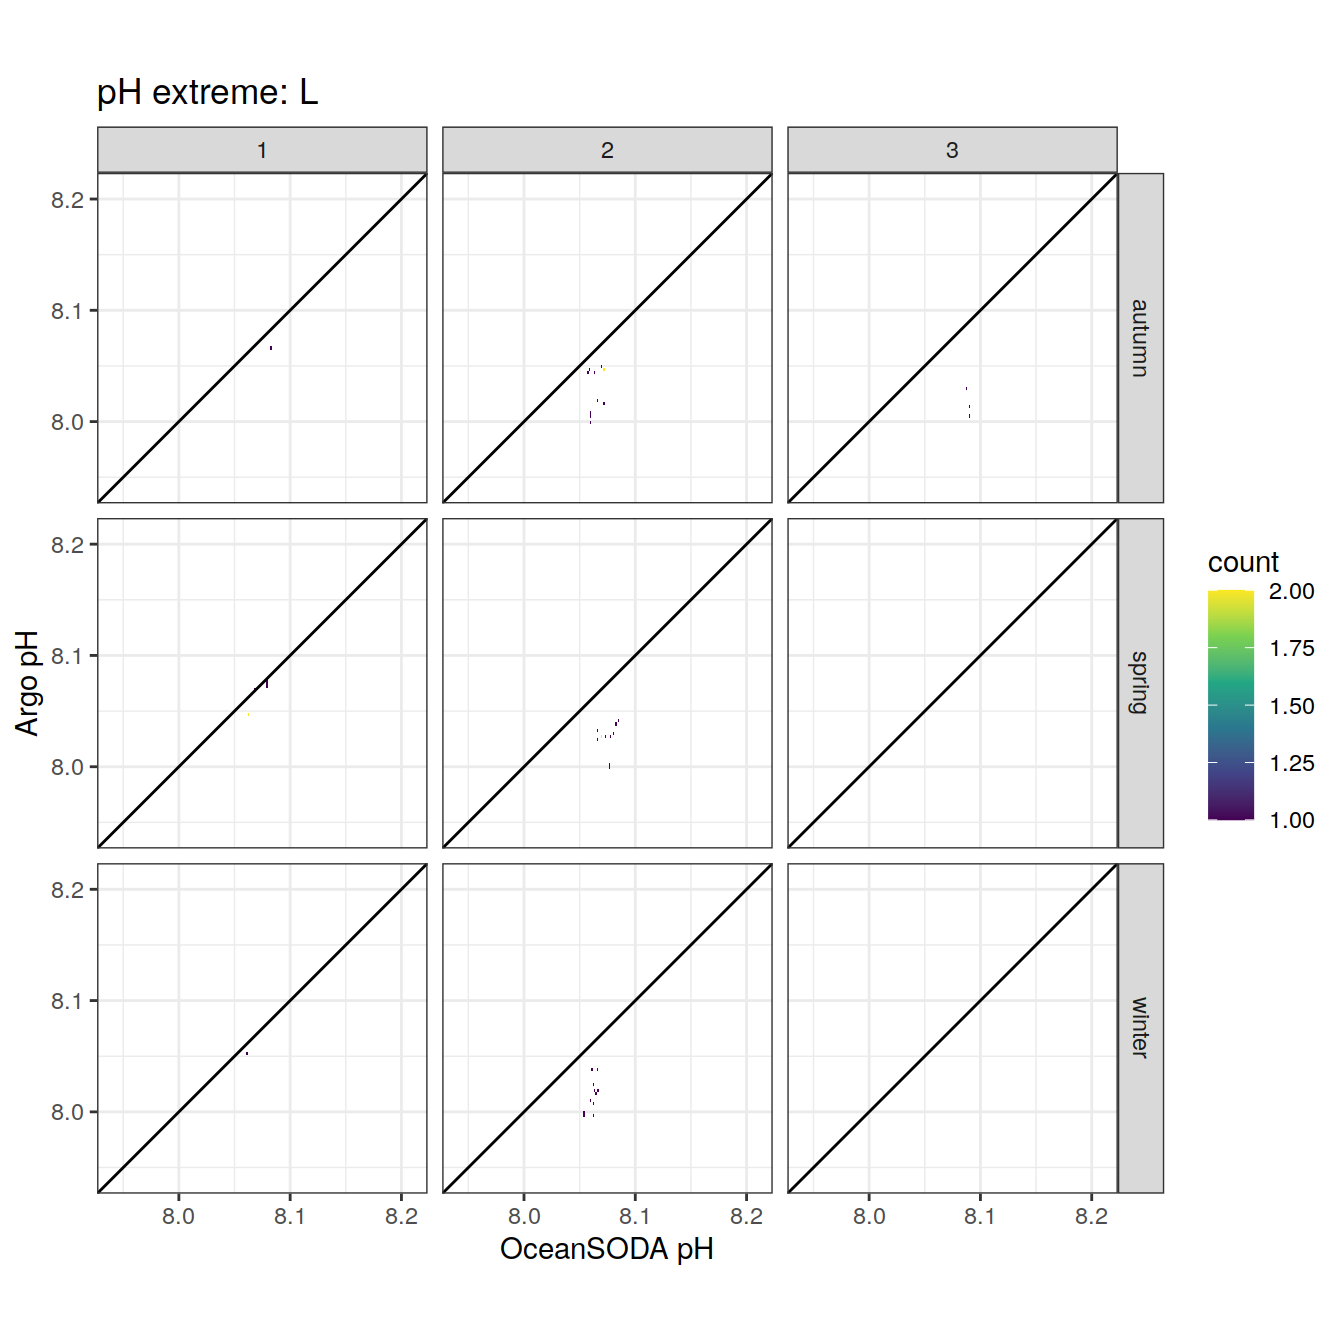 pH extreme: L
1 2 3
8.2
8.1
8.0
autumn
8.2
8.1
8.0
spring
8.2
8.1
8.0
winter
Argo pH
8.0 8.1 8.2 8.0 8.1 8.2 8.0 8.1 8.2
OceanSODA pH
count
2.00
1.75
1.50
1.25
1.00